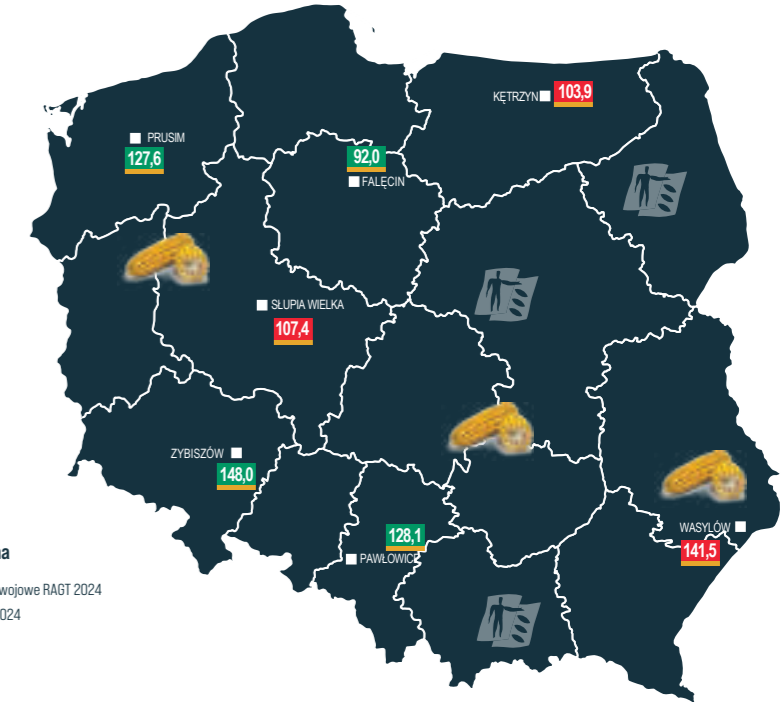 KĘTRZYN 103,9
PRUSIM
127,6
92,0
FALĘCIN
SŁUPIA WIELKA
107,4
ZYBISZÓW
148,0
128,1
PAWŁOWICE
WASYLÓW
141,5
na
wojowe RAGT 2024
024